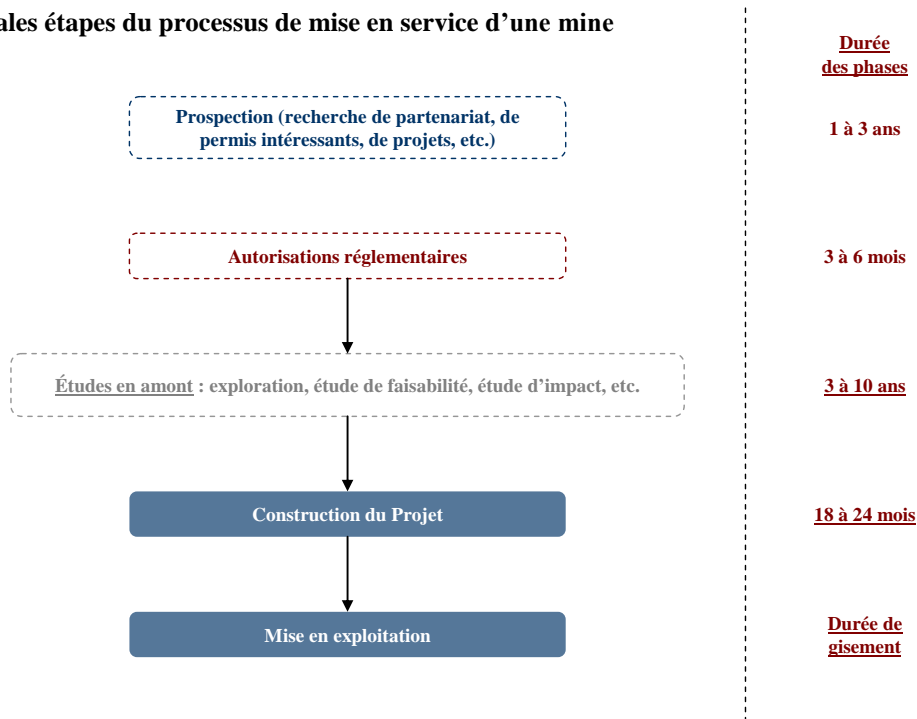 ales étapes du processus de mise en service d’une mine
Durée
des phases
Prospection (recherche de partenariat, de
permis intéressants, de projets, etc.)
1 à 3 ans
Autorisations réglementaires
3 à 6 mois
Études en amont : exploration, étude de faisabilité, étude d’impact, etc.
3 à 10 ans
Construction du Projet
18 à 24 mois
Mise en exploitation
Durée de
gisement